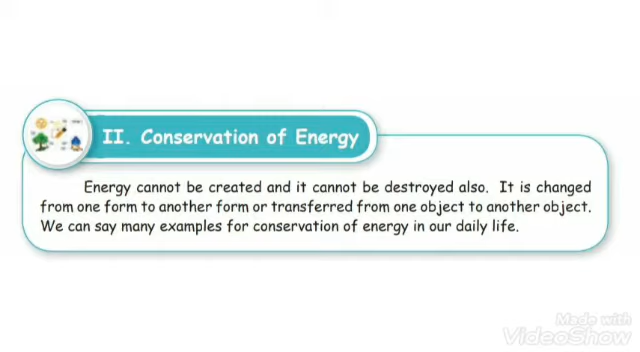 II. Conservation of Energy
Energy cannot be created and it cannot be destroyed also. It is changed
from one form to another form or transferred from one object to another object.
We can say many examples for conservation of energy in our daily life.
Made with
VideoShow